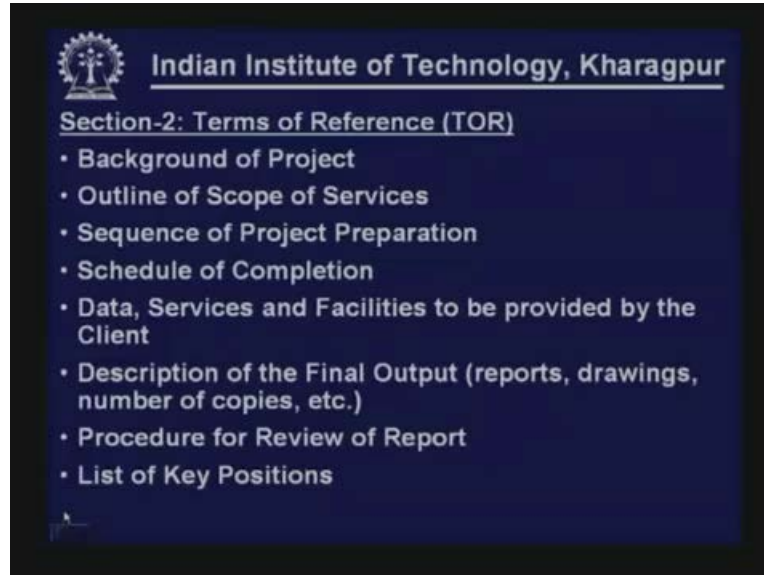 Indian Institute of Technology, Kharagpur
Section-2: Terms of Reference (TOR)
• Background of Project
• Outline of Scope of Services
• Sequence of Project Preparation
• Schedule of Completion
• Data, Services and Facilities to be provided by the
Client
• Description of the Final Output (reports, drawings,
number of copies, etc.)
• Procedure for Review of Report
• List of Key Positions